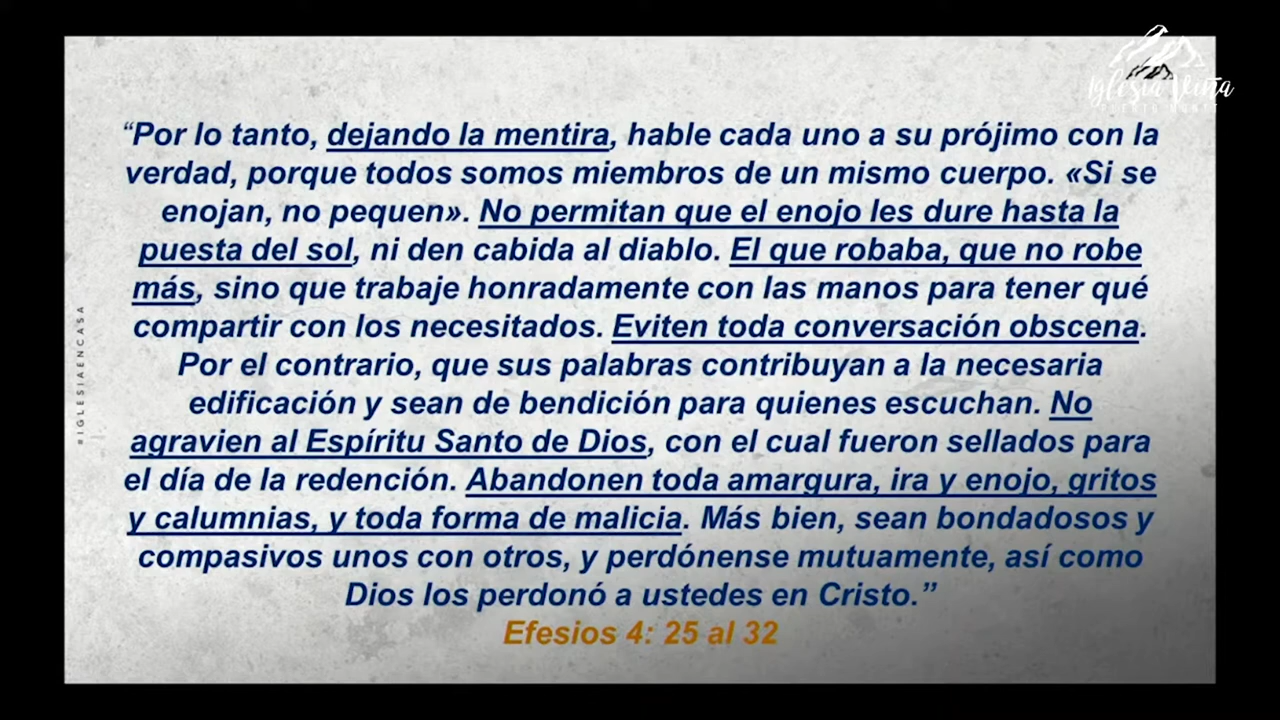 Iglesia Viña
PUERTO MONTT
“Por lo tanto, dejando la mentira, hable cada uno a su prójimo con la
verdad, porque todos somos miembros de un mismo cuerpo. «Si se
enojan, no pequen». No permitan que el enojo les dure hasta la
puesta del sol, ni den cabida al diablo. El que robaba, que no robe
más, sino que trabaje honradamente con las manos para tener qué
compartir con los necesitados. Eviten toda conversación obscena.
Por el contrario, que sus palabras contribuyan a la necesaria
edificación y sean de bendición para quienes escuchan. No
agravien al Espíritu Santo de Dios, con el cual fueron sellados para
el día de la redención. Abandonen toda amargura, ira y enojo, gritos
y calumnias, y toda forma de malicia. Más bien, sean bondadosos y
compasivos unos con otros, y perdónense mutuamente, así como
Dios los perdonó a ustedes en Cristo.”
Efesios 4: 25 al 32
#IGLESIAENCASA